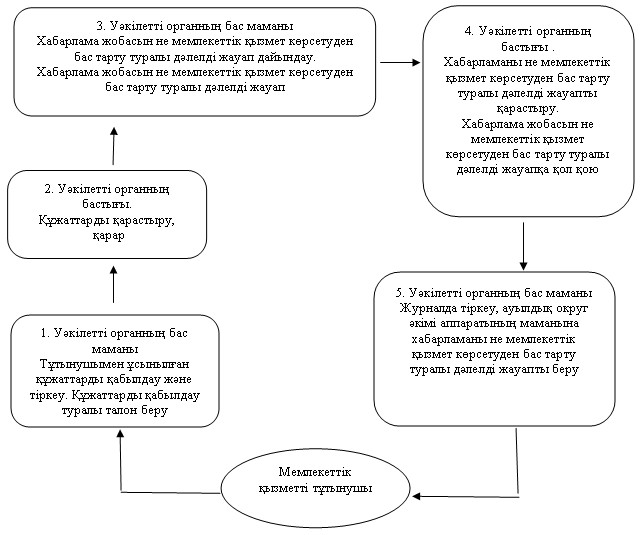 3. Уәкілетті органның бас маманы
Хабарлама жобасын не мемлекеттік қызмет көрсетуден
бас тарту туралы дәлелді жауап дайындау.
Хабарлама жобасын не мемлекеттік қызмет көрсетуден
бас тарту туралы дәлелді жауап
4. Уәкілетті органның
бастығы .
Хабарламаны не мемлекеттік
қызмет көрсетуден бас тарту
туралы дәлелді жауапты
қарастыру.
Хабарлама жобасын не
мемлекеттік қызмет
көрсетуден бас тарту туралы
дәлелді жауапқа қол қою
2. Уәкілетті органның
бастығы.
Құжаттарды қарастыру,
қарар
5. Уәкілетті органның бас маманы
Журналда тіркеу, ауылдық округ
әкімі аппаратының маманына
хабарламаны не мемлекеттік
қызмет көрсетуден бас тарту
туралы дәлелді жауапты беру
1. Уәкілетті органның бас
маманы
Тұтынушымен ұсынылған
құжаттарды қабылдау және
тіркеу. Құжаттарды қабылдау
туралы талон беру
Мемлекеттік
қызметті тұтынушы